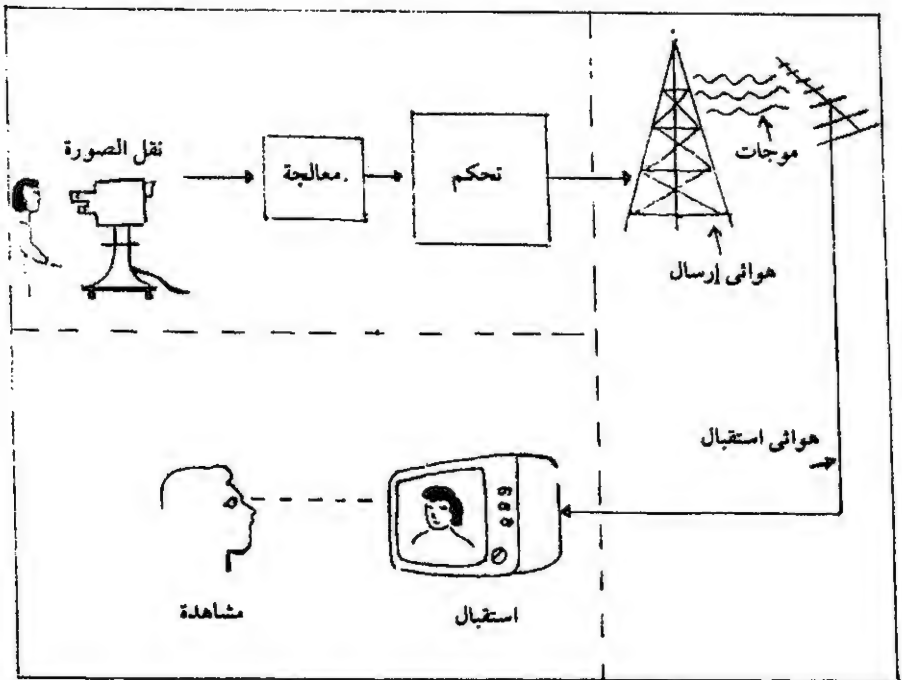 نقل الصورة
معالجة.
تحكم
موجات
هوائى إرسال
هوائى استقبال
استقبال
مشاهدة